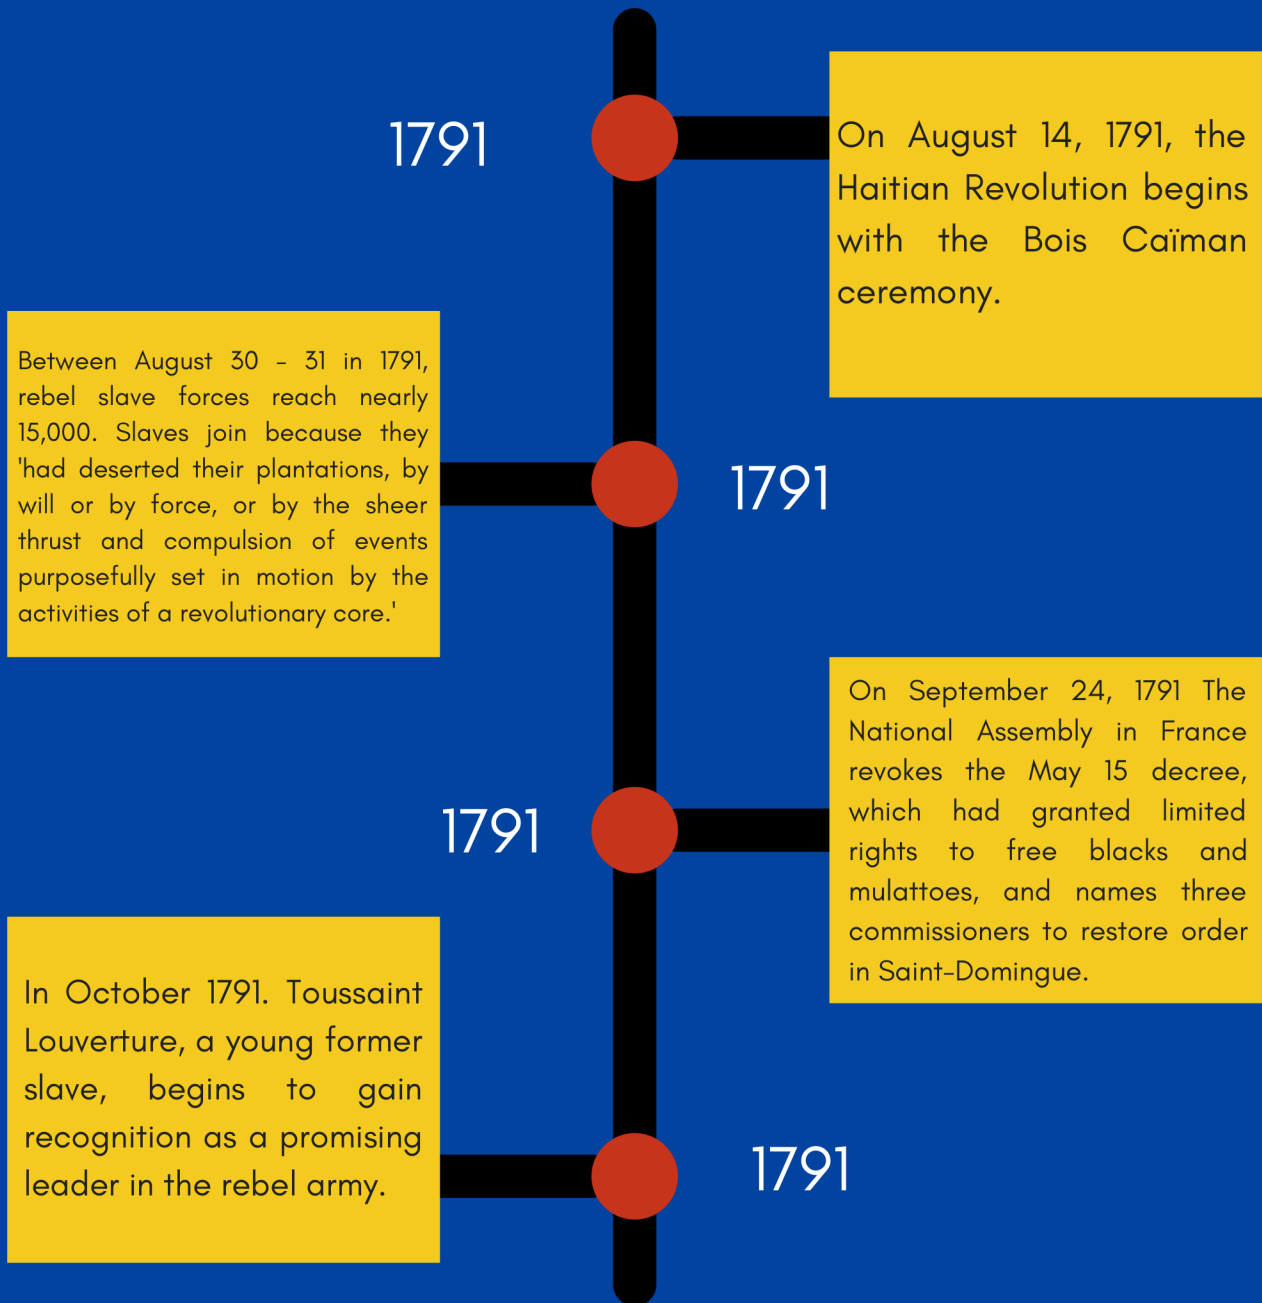 1791
On August 14, 1791, the
Haitian Revolution begins
with the Bois Caïman
ceremony.
Between August 30 - 31 in 1791,
rebel slave forces reach nearly
15,000. Slaves join because they
'had deserted their plantations, by
will or by force, or by the sheer
thrust and compulsion of events
purposefully set in motion by the
activities of a revolutionary core.'
1791
1791
On September 24, 1791 The
National Assembly in France
revokes the May 15 decree,
which had granted limited
rights to free blacks and
mulattoes, and names three
commissioners to restore order
in Saint-Domingue.
In October 1791. Toussaint
Louverture, a young former
slave, begins to gain
recognition as a promising
leader in the rebel army.
1791